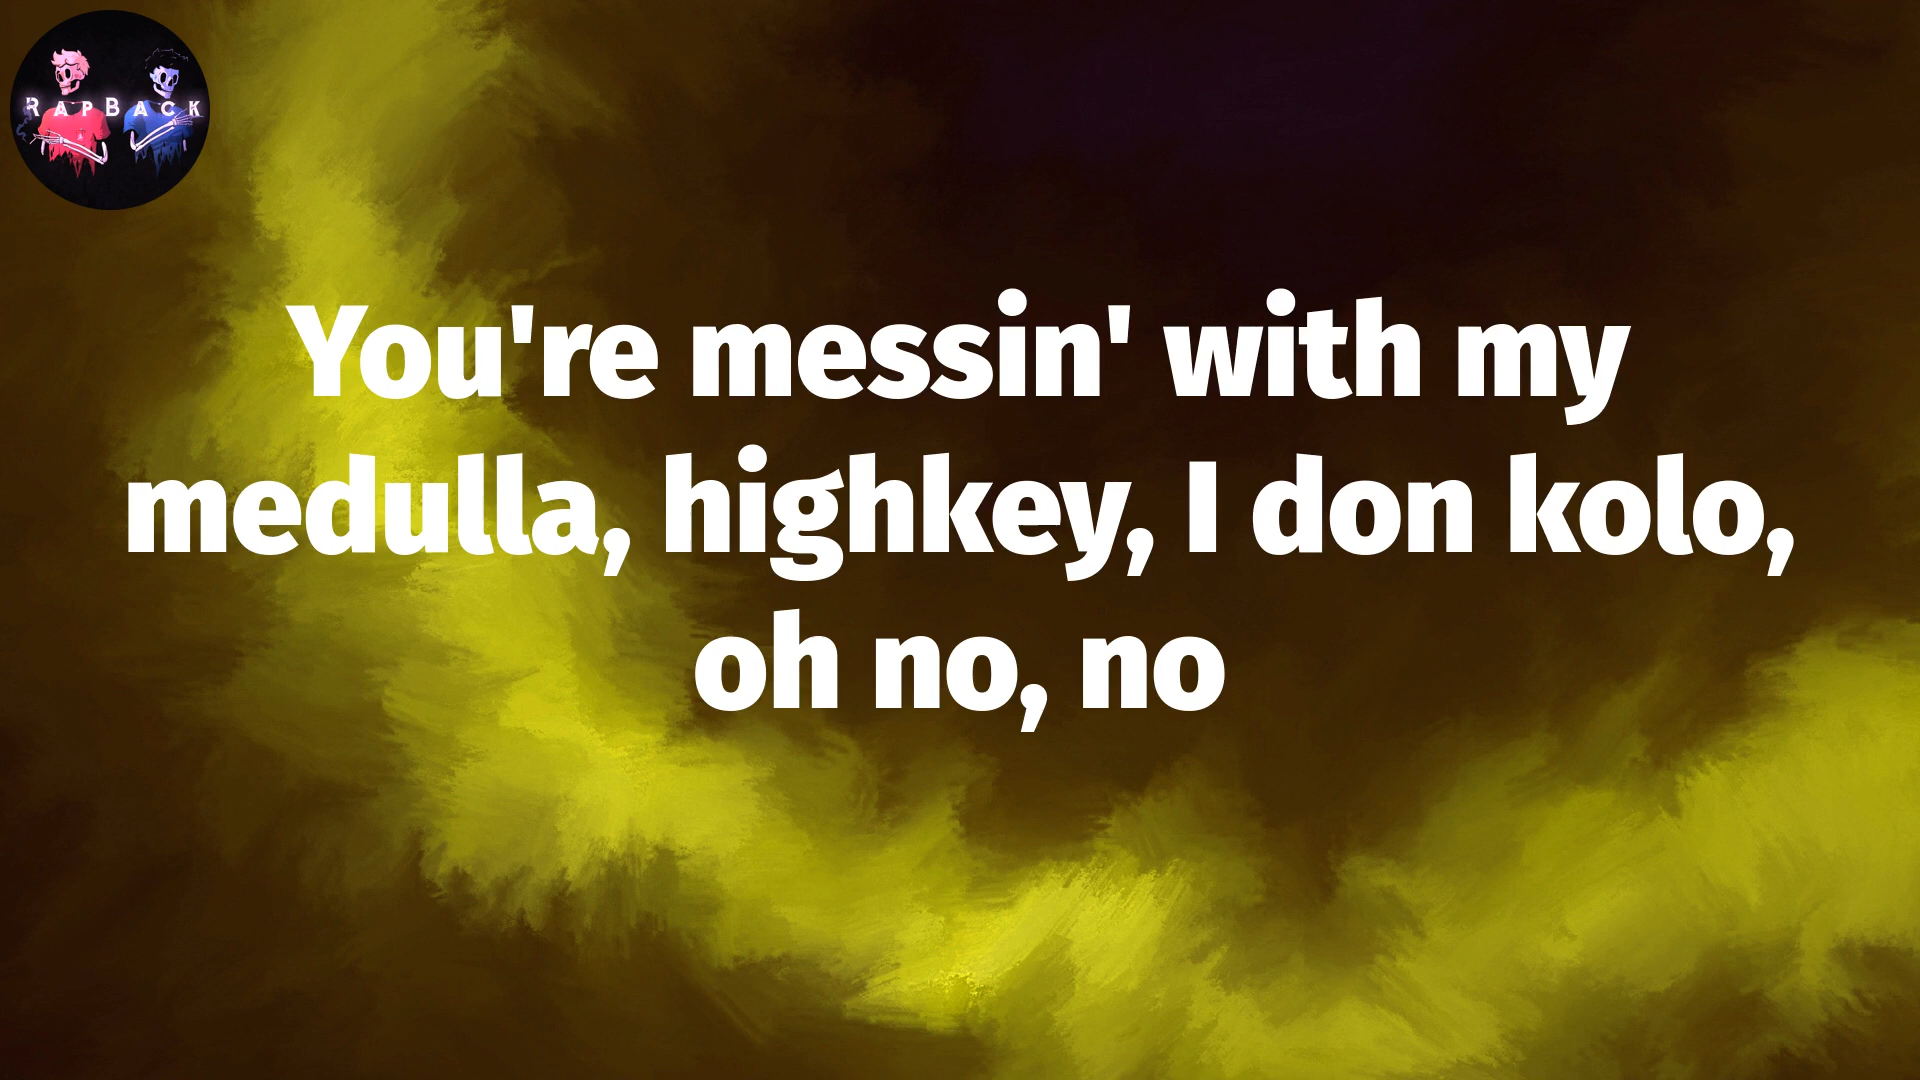 RAPBACK
You're messin' with my
medulla, highkey, I don kolo,
oh no, no